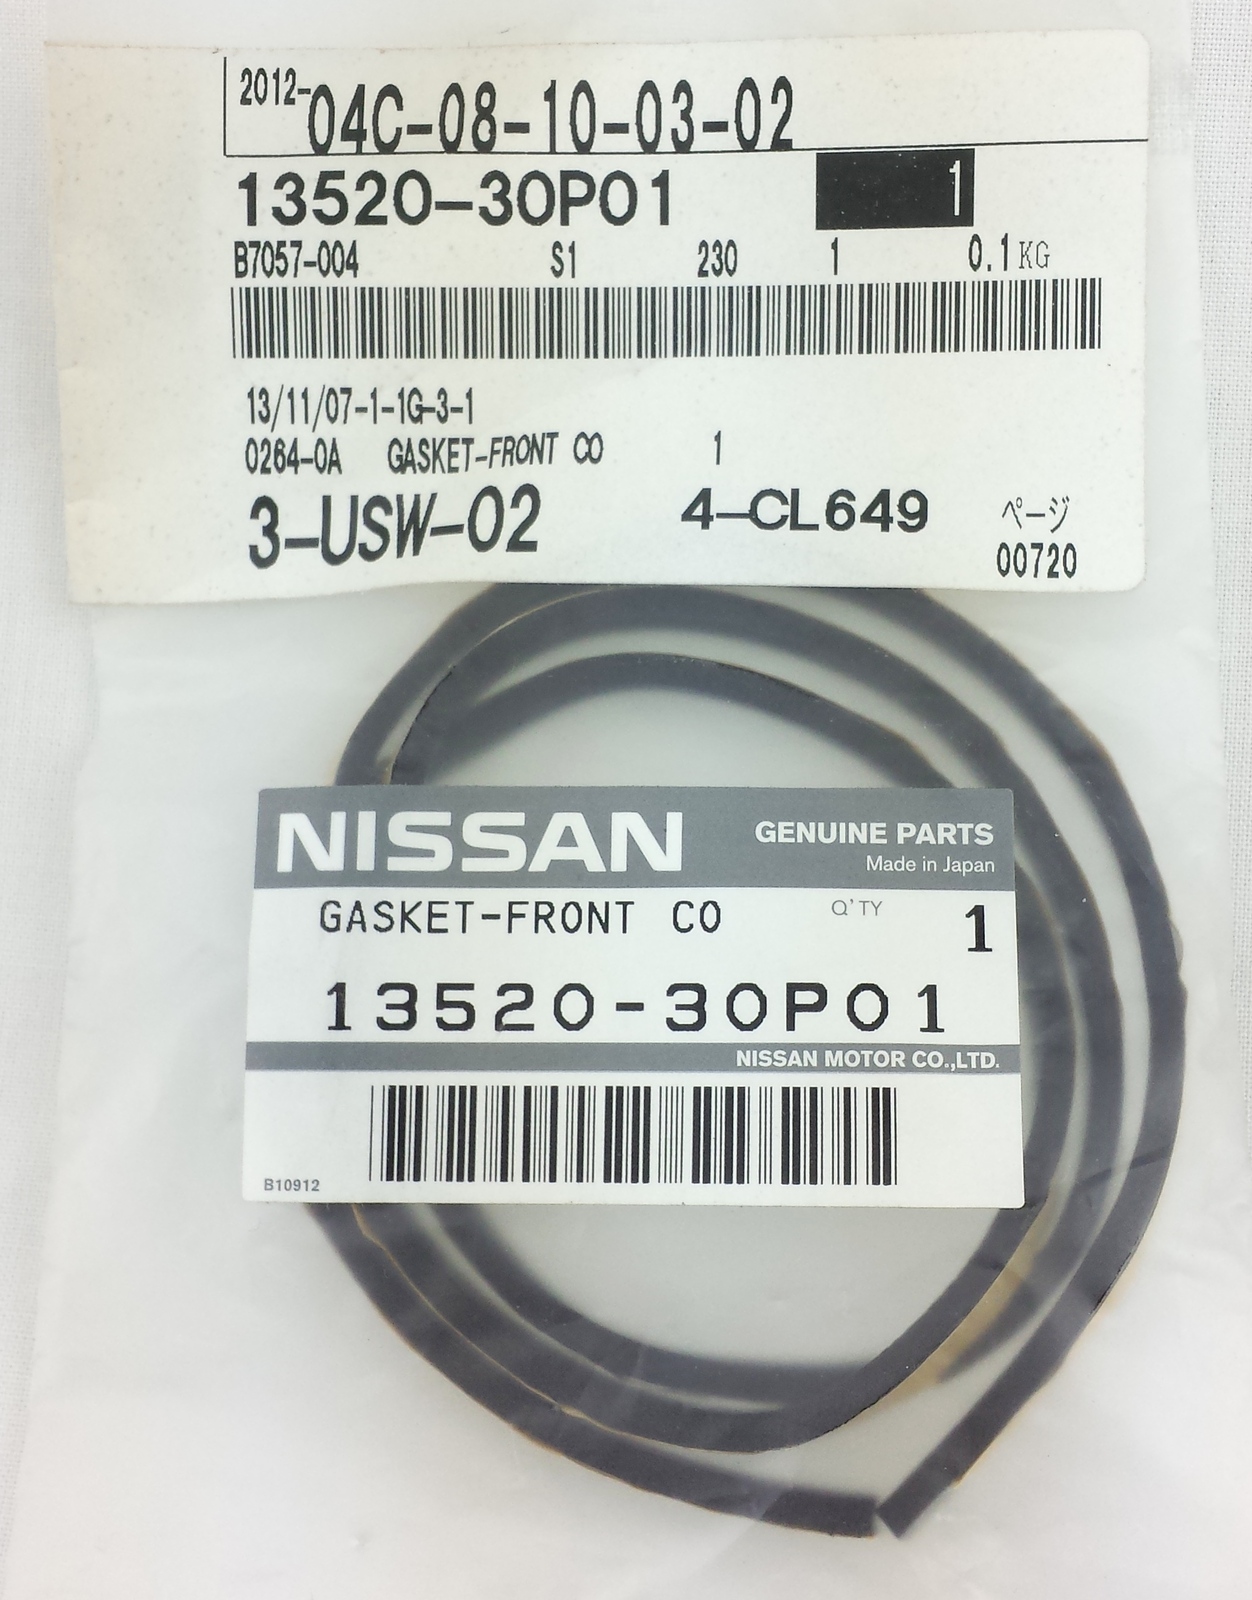 2012-04C-08-10-03-02
13520-30P01 1
B7057-004 S1 230 1 0.1KG
13/11/07-1-1G-3-1
0264-0A GASKET-FRONT CO 1
3-USW-02 4-CL649 ページ
00720
NISSAN GENUINE PARTS
Made in Japan
GASKET-FRONT CO Q'TY 1
13520-30P01
NISSAN MOTOR CO.,LTD.
B10912